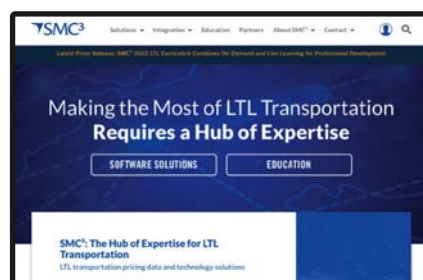 SMC³
Solutions Integration Education Partners About SMC³ Contact
Latest Press Release: SMC³ 2022 LTL Curriculum Combines On-Demand and Live Learning for Professional Development
Making the Most of LTL Transportation
Requires a Hub of Expertise
SOFTWARE SOLUTIONS EDUCATION
SMC³: The Hub of Expertise for LTL
Transportation
LTL transportation pricing data and technology solutions